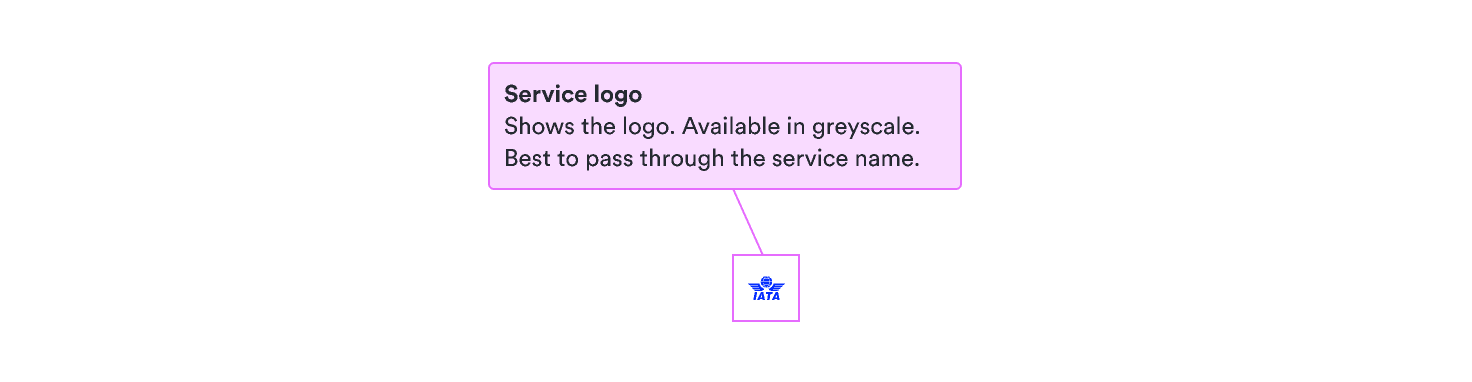 Service logo
Shows the logo. Available in greyscale.
Best to pass through the service name.
IATA